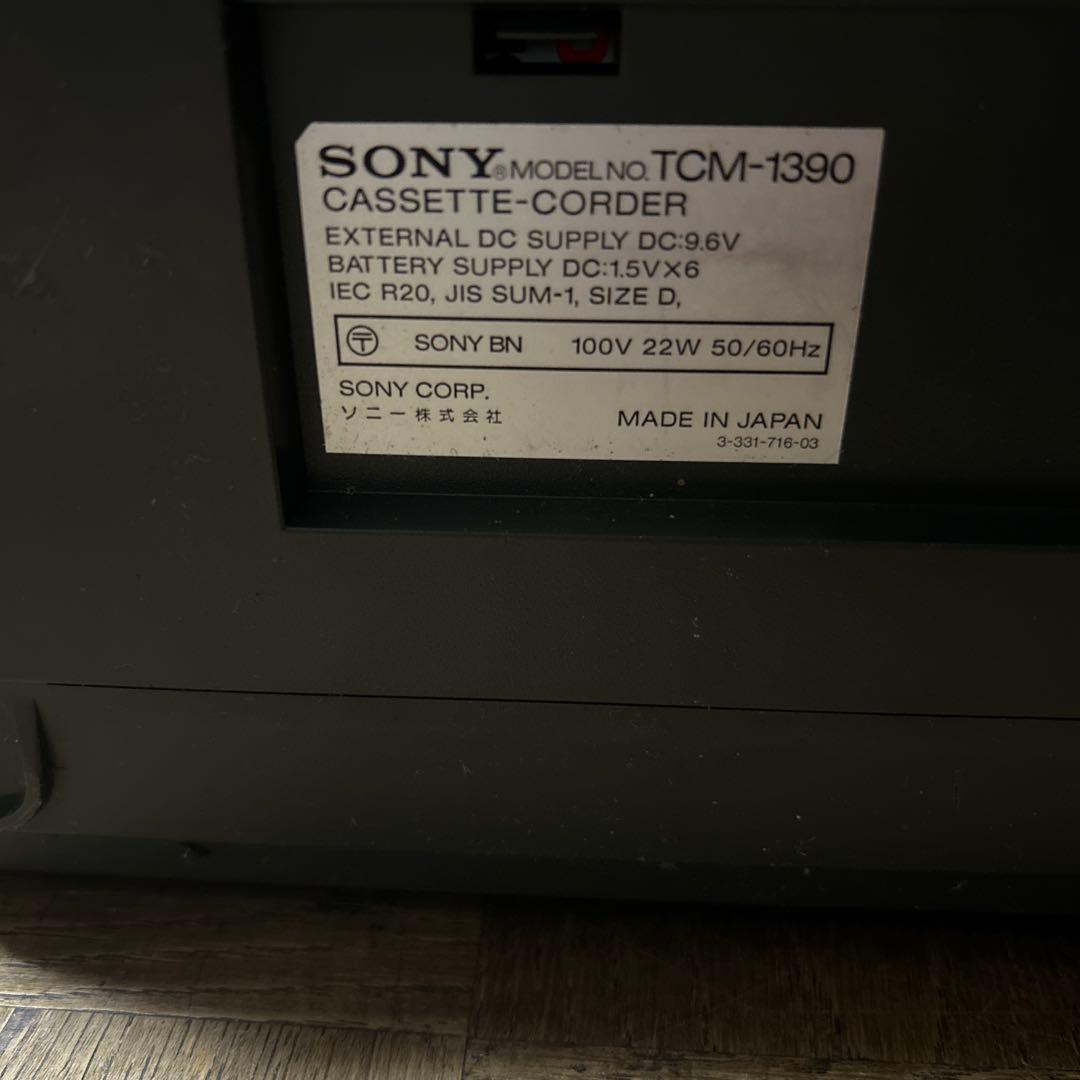 SONY® MODEL NO. TCM-1390
CASSETTE-CORDER
EXTERNAL DC SUPPLY DC:9.6V
BATTERY SUPPLY DC:1.5V×6
IEC R20, JIS SUM-1, SIZE D,
〒 SONY BN 100V 22W 50/60Hz
SONY CORP.
ソニー株式会社 MADE IN JAPAN
3-331-716-03